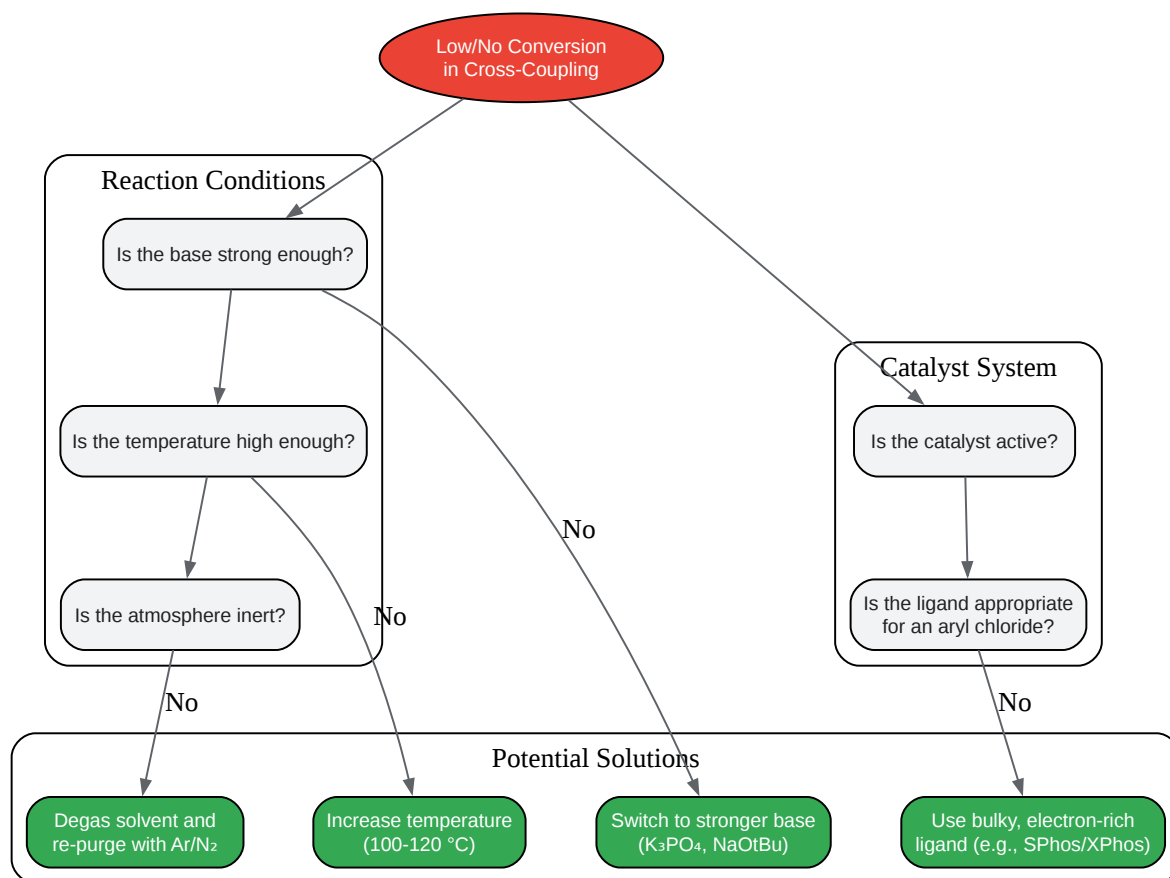 Low/No Conversion
in Cross-Coupling
Reaction Conditions
Is the base strong enough?
Catalyst System
Is the temperature high enough?
Is the catalyst active?
No
Is the atmosphere inert?
No
Is the ligand appropriate
for an aryl chloride?
No
No
Potential Solutions
Degas solvent and
re-purge with Ar/N₂
Increase temperature
(100-120 °C)
Switch to stronger base
(K₃PO₄, NaOtBu)
Use bulky, electron-rich
ligand (e.g., SPhos/XPhos)